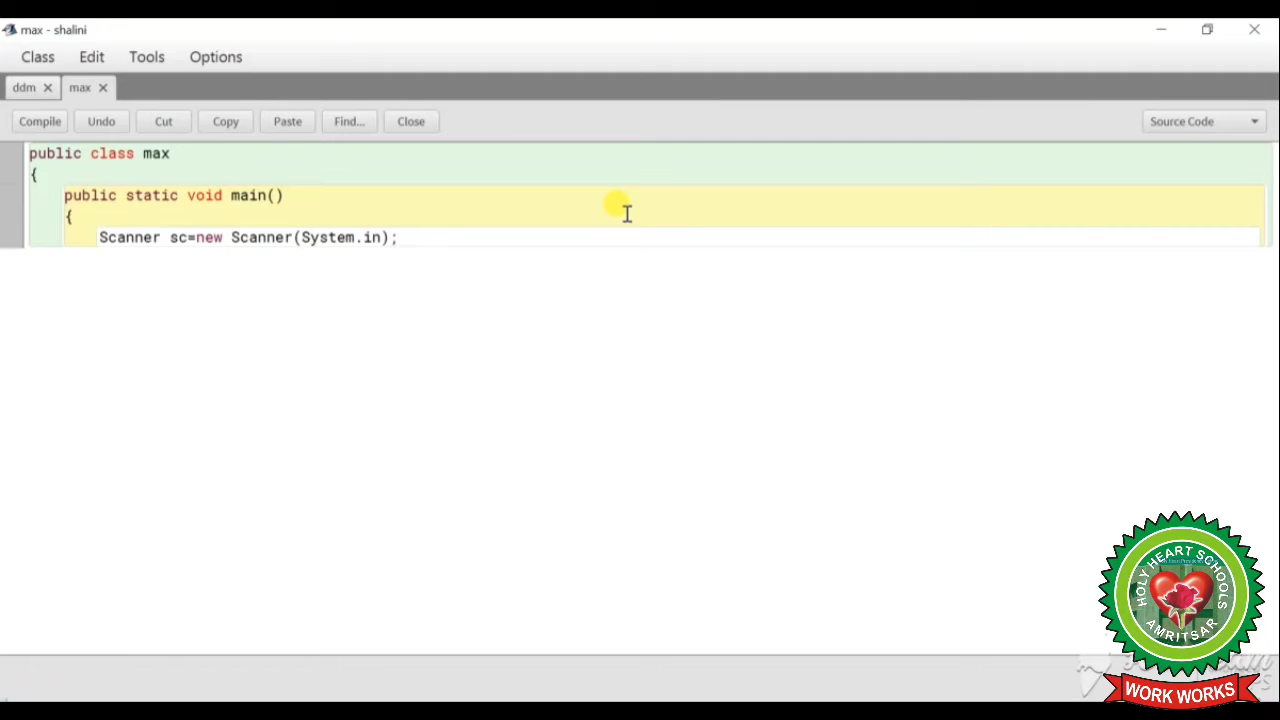 max - shalini
Class Edit Tools Options
ddm max
Compile Undo Cut Copy Paste Find... Close Source Code
public class max
{
public static void main()
{
Scanner sc=new Scanner(System.in);
HOLY HEART SCHOOLS
AMRITSAR
WORK WORKS